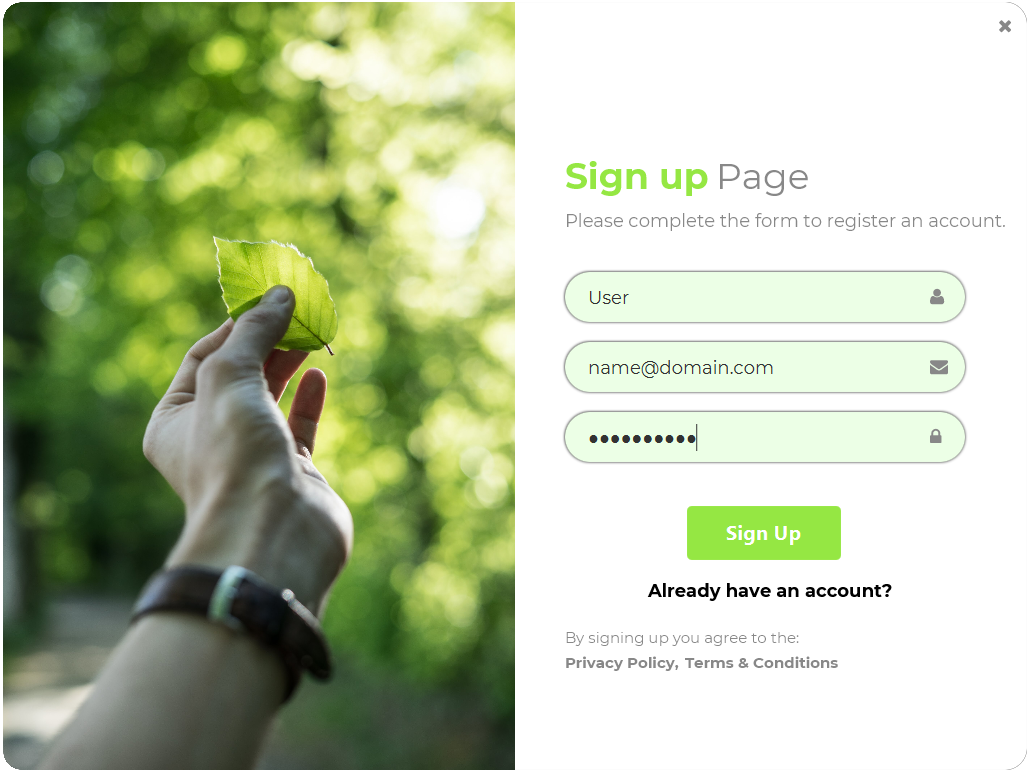 Sign up Page
Please complete the form to register an account.
User
name@domain.com
●●●●●●●●●●
Sign Up
Already have an account?
By signing up you agree to the:
Privacy Policy, Terms & Conditions